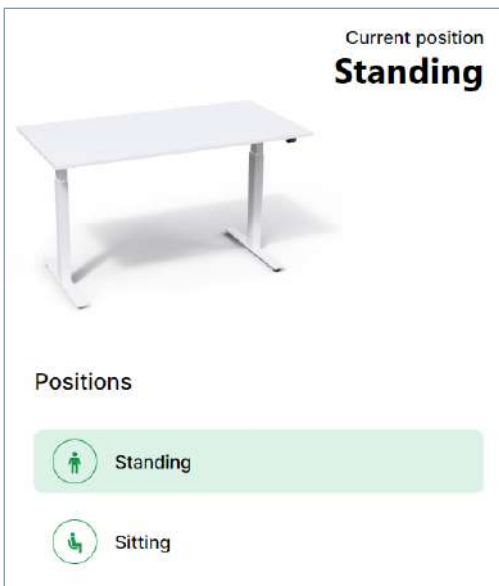 Current position
Standing
Positions
Standing
Sitting